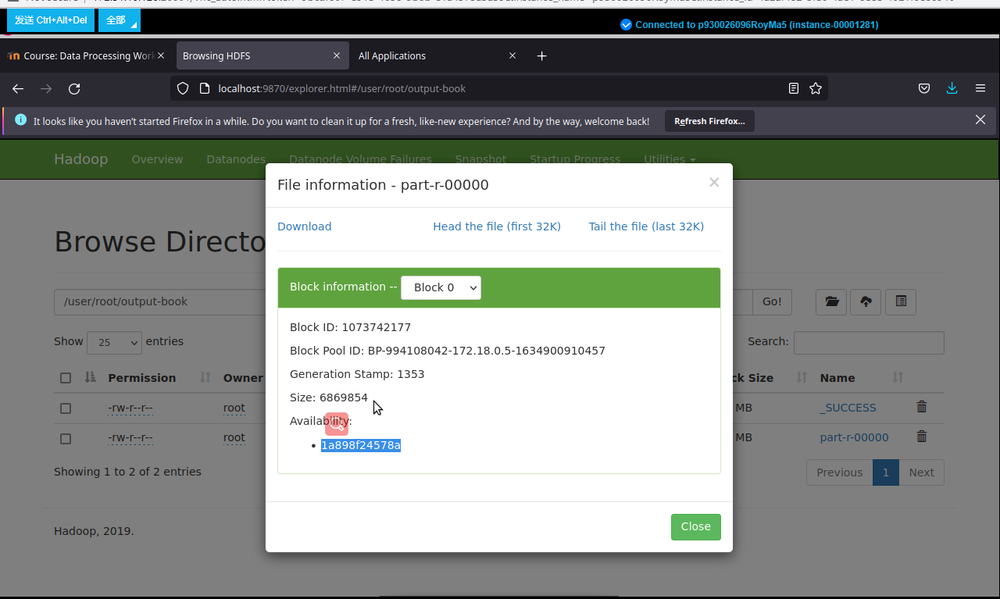 发送 Ctrl+Alt+Del 全部
Connected to p930026096RoyMa5 (instance-00001281)
Course: Data Processing Wor
Browsing HDFS
All Applications
localhost:9870/explorer.html#/user/root/output-book
It looks like you haven't started Firefox in a while. Do you want to clean it up for a fresh, like-new experience? And by the way, welcome back! Refresh Firefox...
Hadoop Overview Datanodes Datanode Volume Failures Snapshot Startup Progress Utilities
File information - part-r-00000
×
Download Head the file (first 32K) Tail the file (last 32K)
Browse Directo
Block information -- Block 0
/user/root/output-book
Go!
Block ID: 1073742177
Show 25 entries
Search:
Block Pool ID: BP-994108042-172.18.0.5-1634900910457
Generation Stamp: 1353
Permission Owner
ck Size Name
Size: 6869854
-rw-r--r-- root
MB _SUCCESS
Availability:
-rw-r--r-- root
MB part-r-00000
• 1a898f24578a
Showing 1 to 2 of 2 entries
Previous 1 Next
Close
Hadoop, 2019.